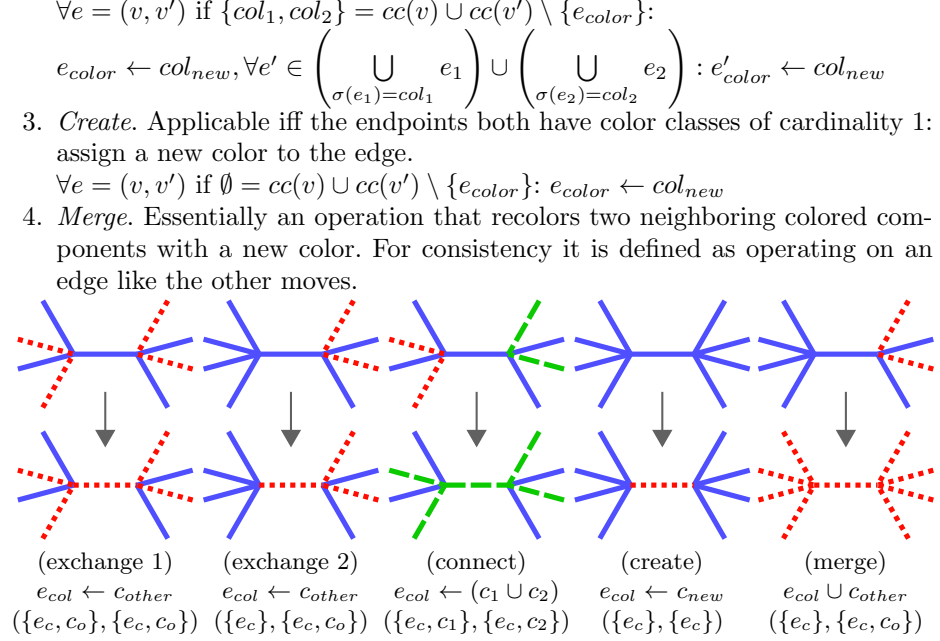 ∀e = (v, v′) if {col₁, col₂} = cc(v) ∪ cc(v′) \ {e_color}:
e_color ← col_new, ∀e′ ∈ (⋃_{σ(e₁)=col₁} e₁) ∪ (⋃_{σ(e₂)=col₂} e₂) : e′_color ← col_new
3. Create. Applicable iff the endpoints both have color classes of cardinality 1:
assign a new color to the edge.
∀e = (v, v′) if ∅ = cc(v) ∪ cc(v′) \ {e_color}: e_color ← col_new
4. Merge. Essentially an operation that recolors two neighboring colored com-
ponents with a new color. For consistency it is defined as operating on an
edge like the other moves.
(exchange 1) (exchange 2) (connect) (create) (merge)
e_col ← c_other e_col ← c_other e_col ← (c₁ ∪ c₂) e_col ← c_new e_col ∪ c_other
({e_c, c_o}, {e_c, c_o}) ({e_c}, {e_c, c_o}) ({e_c, c₁}, {e_c, c₂}) ({e_c}, {e_c}) ({e_c}, {e_c, c_o})